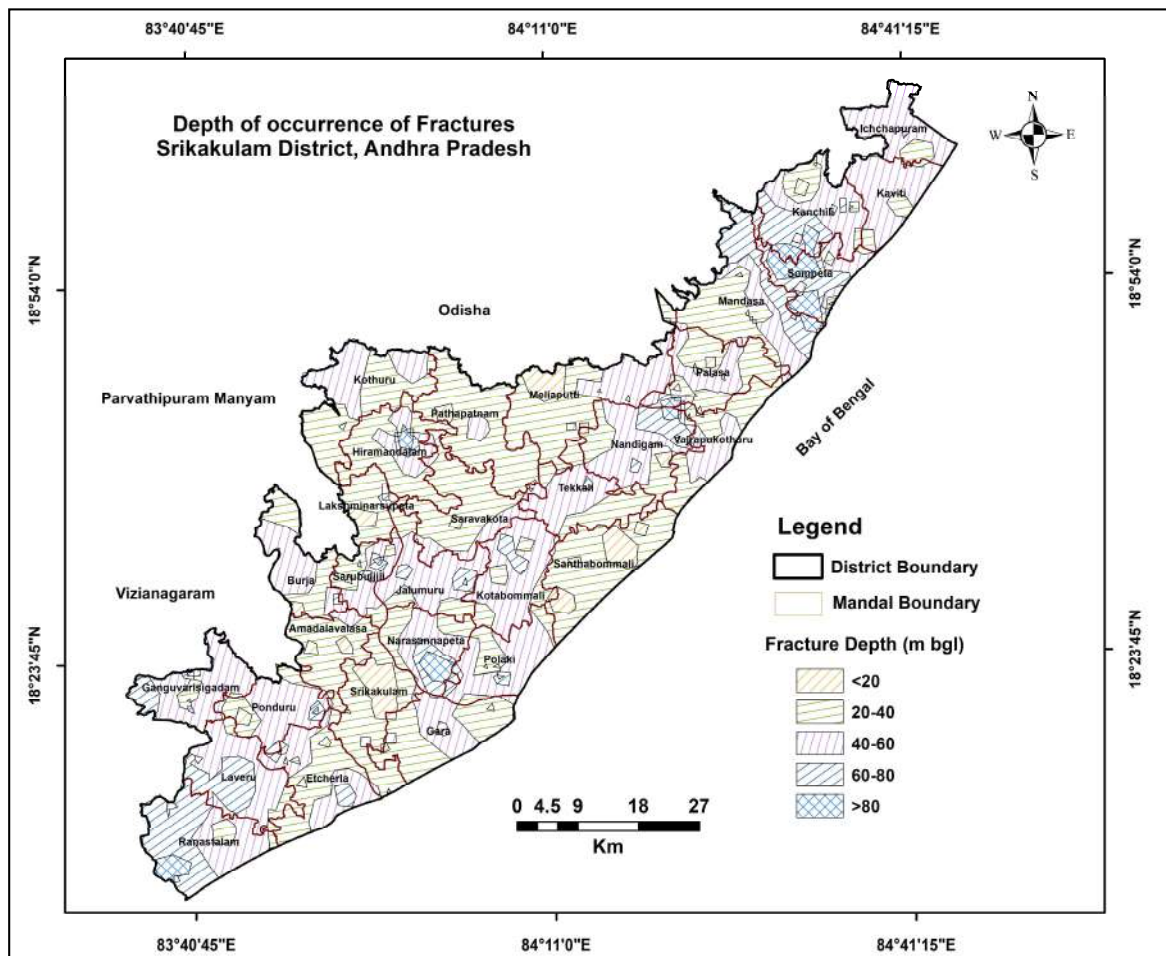 83°40'45"E
84°11'0"E
84°41'15"E
Depth of occurrence of Fractures
Srikakulam District, Andhra Pradesh
N
W
E
S
Ichchapuram
Kaviti
Kanchili
18°54'0"N
18°54'0"N
Sompeta
Odisha
Mandasa
Palasa
Kothuru
Parvathipuram Manyam
Meliaputti
Pathapatnam
Bay of Bengal
Nandigam
Vajrapukothuru
Hiramandalam
Tekkali
Lakshminarsupeta
Saravakota
Santhabommali
Burja
Sarubujjili
Jalumuru
Kotabommali
Vizianagaram
Amadalavalasa
Narasannapeta
Polaki
18°23'45"N
18°23'45"N
Ganguvarisigadam
Srikakulam
Ponduru
Gara
Laveru
Etcherla
Ranastalam
Legend
District Boundary
Mandal Boundary
Fracture Depth (m bgl)
<20
20-40
40-60
60-80
>80
0 4.5 9 18 27
Km
83°40'45"E
84°11'0"E
84°41'15"E